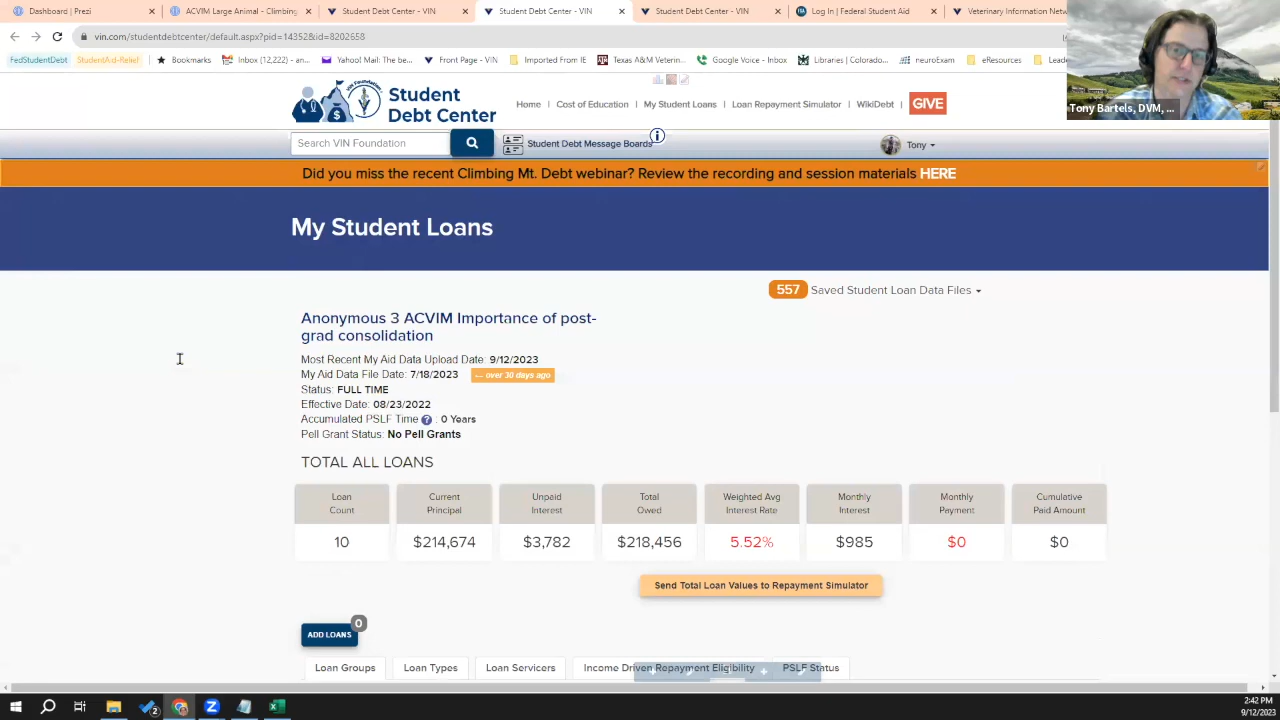 Dashboard | Prezi
ACVIM Large Animal - Climbing
Student Debt Center - VIN
Student Debt Center - VIN
Student Debt Center - VIN
Log In | Federal Student Aid
Veterinary Information Netw
vin.com/studentdebtcenter/default.aspx?pid=14352&id=8202658
FedStudentDebt
StudentAid-Relief
Bookmarks
Inbox (12,222) - an...
Yahoo! Mail: The be...
Front Page - VIN
Imported From IE
Texas A&M Veterin...
Google Voice - Inbox
Libraries | Colorado...
neuroExam
eResources
Lead
Tony Bartels, DVM, ...
Student
Debt Center
Home | Cost of Education | My Student Loans | Loan Repayment Simulator | WikiDebt | GIVE
Search VIN Foundation
Student Debt Message Boards
Tony
Did you miss the recent Climbing Mt. Debt webinar? Review the recording and session materials HERE
My Student Loans
557 Saved Student Loan Data Files
Anonymous 3 ACVIM Importance of post-
grad consolidation
Most Recent My Aid Data Upload Date: 9/12/2023
My Aid Data File Date: 7/18/2023 -- over 30 days ago
Status: FULL TIME
Effective Date: 08/23/2022
Accumulated PSLF Time ? : 0 Years
Pell Grant Status: No Pell Grants
TOTAL ALL LOANS
Loan Count
Current Principal
Unpaid Interest
Total Owed
Weighted Avg Interest Rate
Monthly Interest
Monthly Payment
Cumulative Paid Amount
10 $214,674 $3,782 $218,456 5.52% $985 $0 $0
Send Total Loan Values to Repayment Simulator
ADD LOANS 0
Loan Groups
Loan Types
Loan Servicers
Income Driven Repayment Eligibility
PSLF Status
2:42 PM
9/12/2023